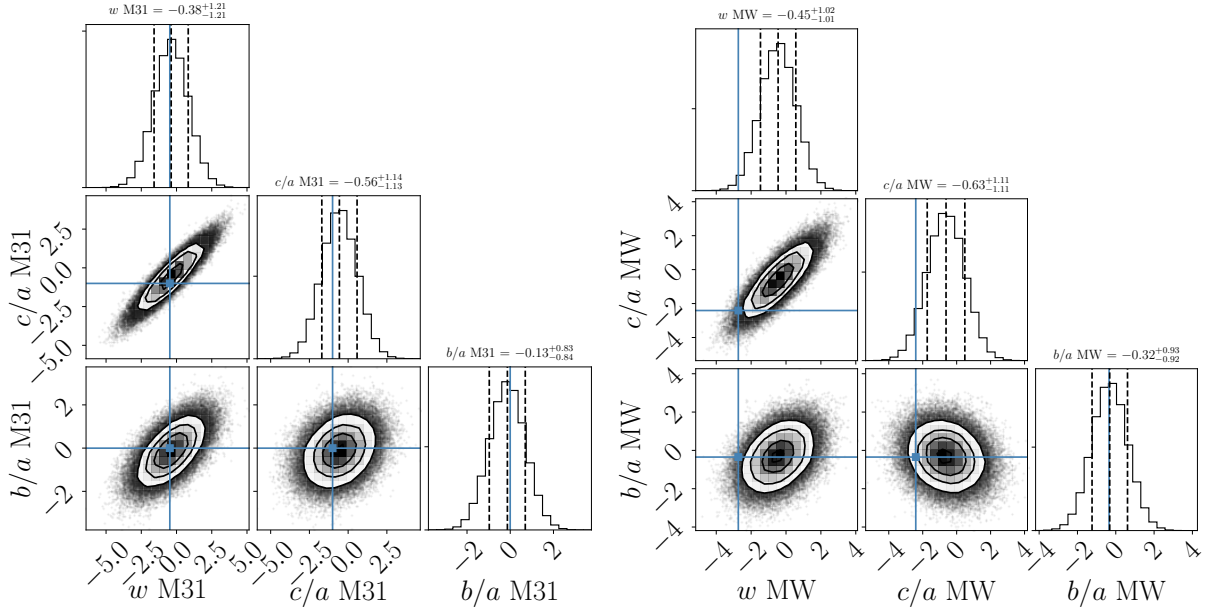 w M31 = −0.38^{+1.21}_{−1.21}
c/a M31 = −0.56^{+1.14}_{−1.13}
b/a M31 = −0.13^{+0.83}_{−0.84}
c/a M31
2.5
0.0
−2.5
−5.0
b/a M31
2
0
−2
−5.0
−2.5
0.0
2.5
5.0
w M31
−5.0
−2.5
0.0
2.5
c/a M31
−2
0
2
b/a M31
w MW = −0.45^{+1.02}_{−1.01}
c/a MW = −0.63^{+1.11}_{−1.11}
b/a MW = −0.32^{+0.93}_{−0.92}
c/a MW
4
2
0
−2
−4
b/a MW
4
2
0
−2
−4
−4
−2
0
2
4
w MW
−4
−2
0
2
4
c/a MW
−4
−2
0
2
4
b/a MW